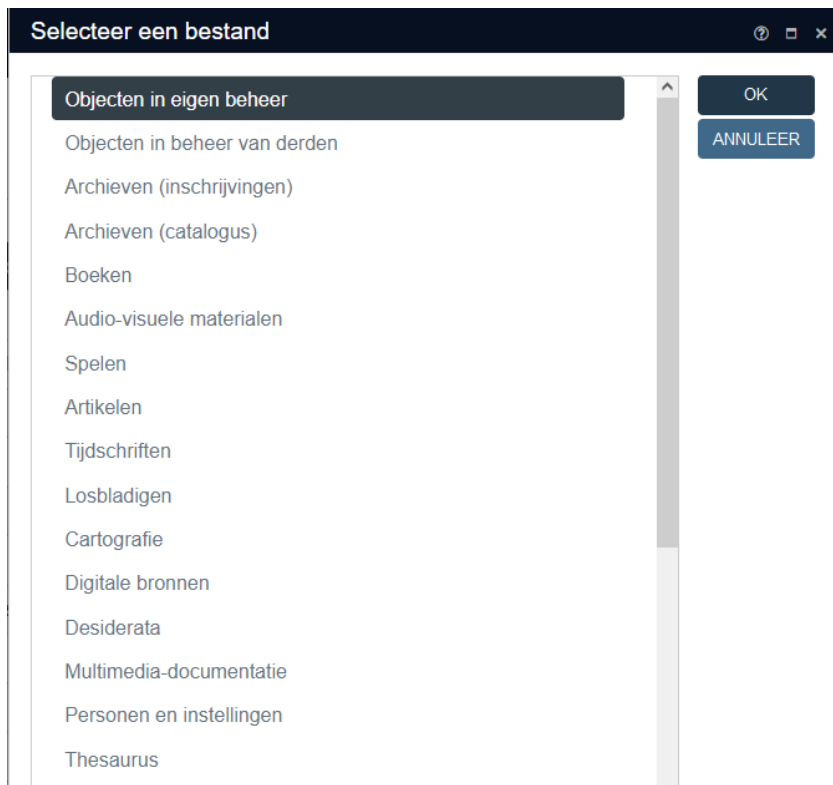 Selecteer een bestand
Objecten in eigen beheer
OK
Objecten in beheer van derden
ANNULEER
Archieven (inschrijvingen)
Archieven (catalogus)
Boeken
Audio-visuele materialen
Spelen
Artikelen
Tijdschriften
Losbladigen
Cartografie
Digitale bronnen
Desiderata
Multimedia-documentatie
Personen en instellingen
Thesaurus